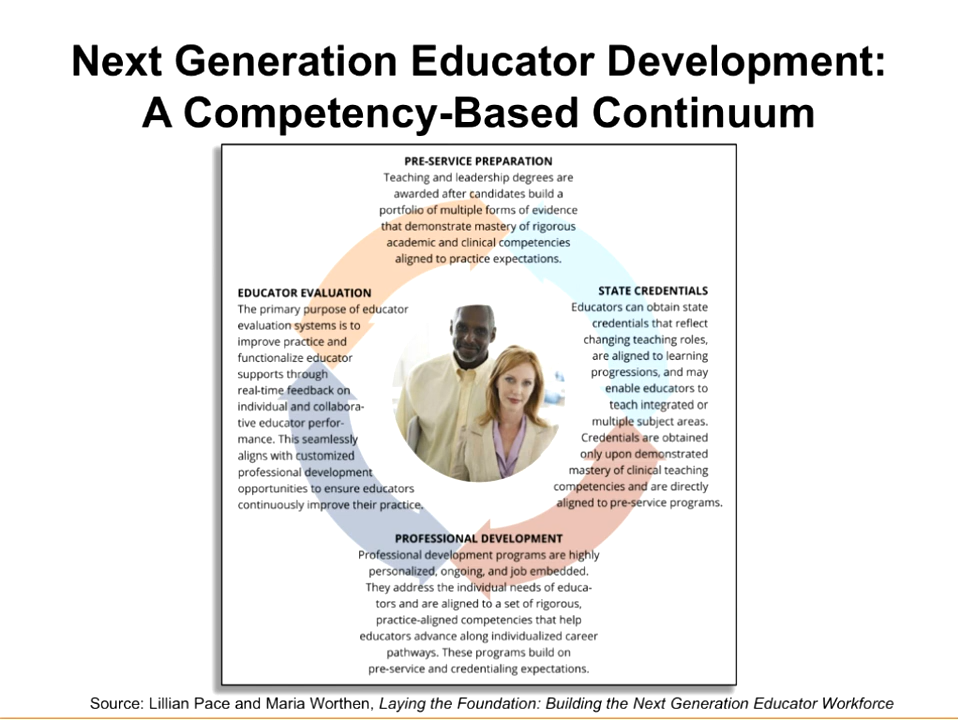 Next Generation Educator Development:
A Competency-Based Continuum
PRE-SERVICE PREPARATION
Teaching and leadership degrees are
awarded after candidates build a
portfolio of multiple forms of evidence
that demonstrate mastery of rigorous
academic and clinical competencies
aligned to practice expectations.
EDUCATOR EVALUATION
The primary purpose of educator
evaluation systems is to
improve practice and
functionalize educator
supports through
real-time feedback on
individual and collabora-
tive educator perfor-
mance. This seamlessly
aligns with customized
professional development
opportunities to ensure educators
continuously improve their practice.
STATE CREDENTIALS
Educators can obtain state
credentials that reflect
changing teaching roles,
are aligned to learning
progressions, and may
enable educators to
teach integrated or
multiple subject areas.
Credentials are obtained
only upon demonstrated
mastery of clinical teaching
competencies and are directly
aligned to pre-service programs.
PROFESSIONAL DEVELOPMENT
Professional development programs are highly
personalized, ongoing, and job embedded.
They address the individual needs of educa-
tors and are aligned to a set of rigorous,
practice-aligned competencies that help
educators advance along individualized career
pathways. These programs build on
pre-service and credentialing expectations.
Source: Lillian Pace and Maria Worthen, Laying the Foundation: Building the Next Generation Educator Workforce